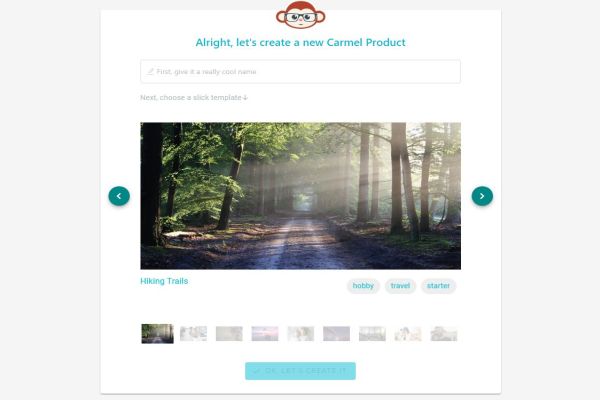 Alright, let's create a new Carmel Product
First, give it a really cool name
Next, choose a slick template↓
Hiking Trails
hobby travel starter
OK, LET'S CREATE IT